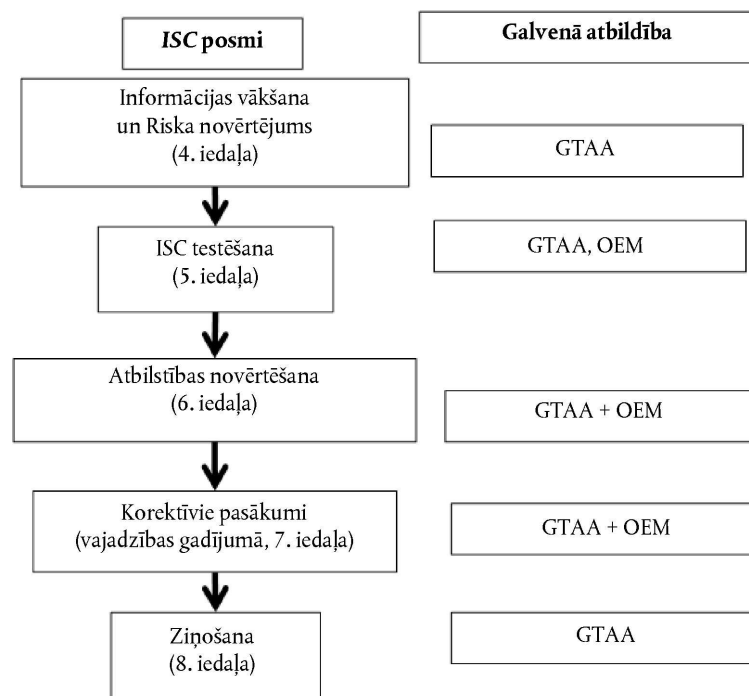 ISC posmi
Galvenā atbildība
Informācijas vākšana
un Riska novērtējums
(4. iedaļa)
GTAA
ISC testēšana
(5. iedaļa)
GTAA, OEM
Atbilstības novērtēšana
(6. iedaļa)
GTAA + OEM
Korektīvie pasākumi
(vajadzības gadījumā, 7. iedaļa)
GTAA + OEM
Ziņošana
(8. iedaļa)
GTAA